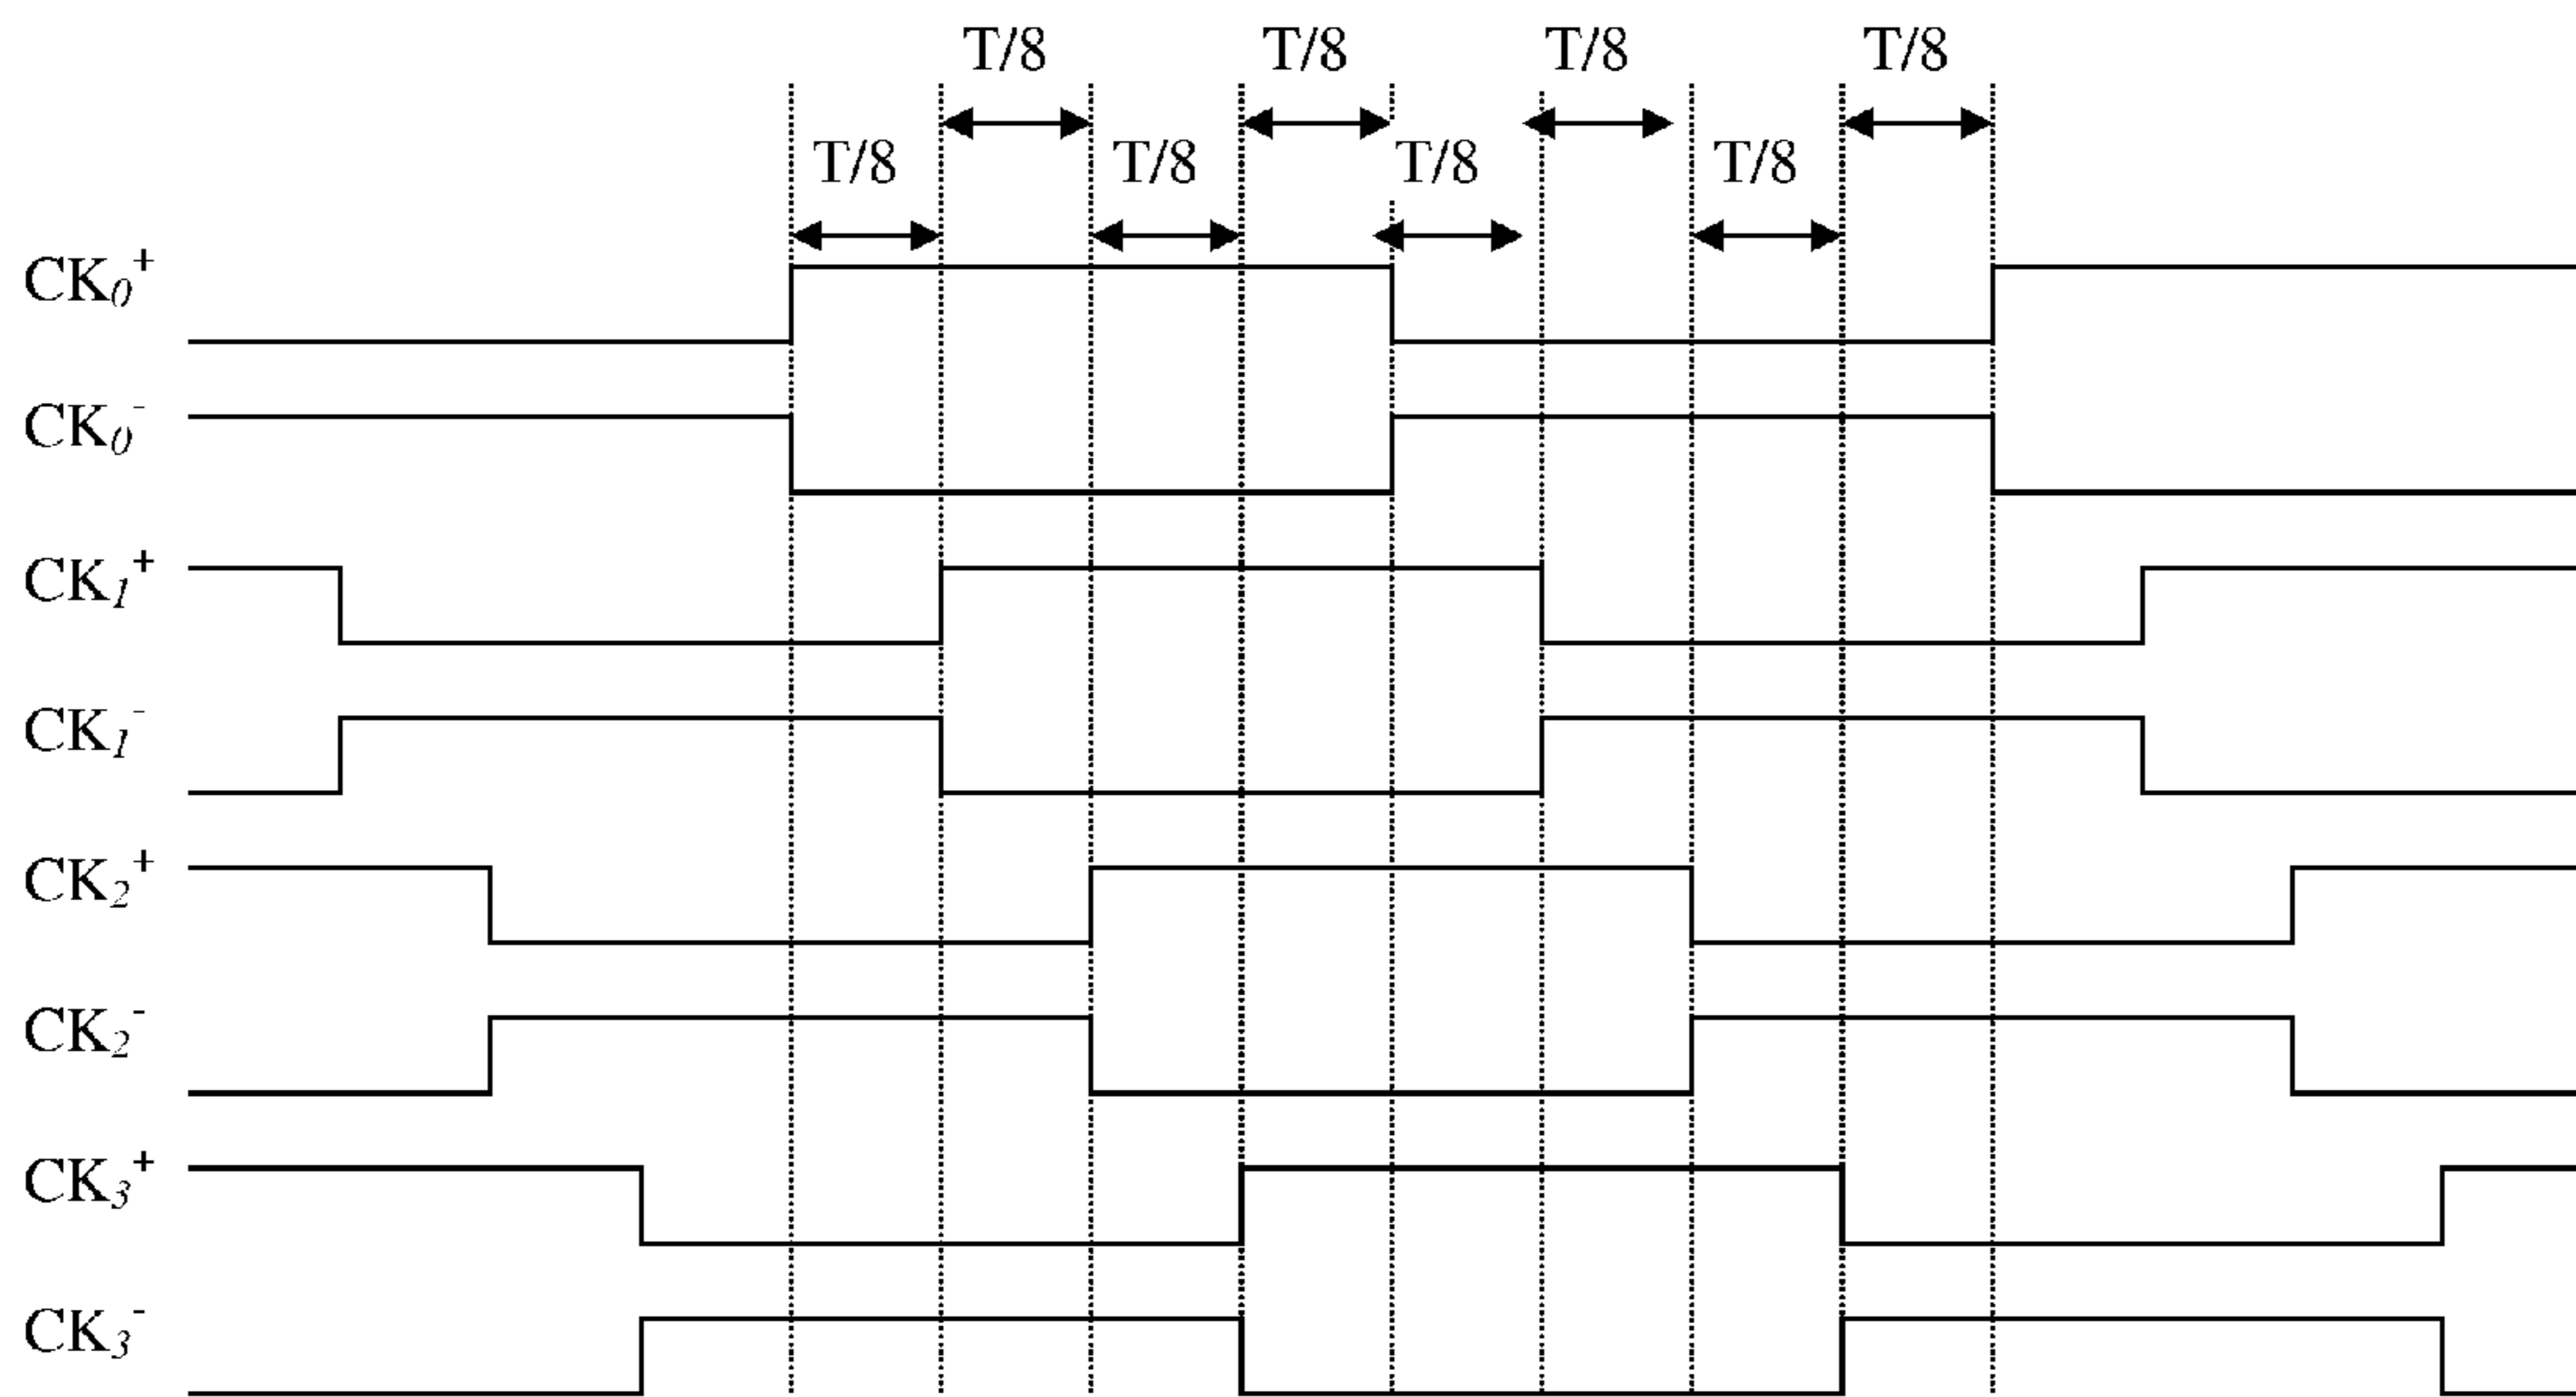 T/8 T/8 T/8 T/8
T/8 T/8 T/8 T/8
CK₀⁺
CK₀⁻
CK₁⁺
CK₁⁻
CK₂⁺
CK₂⁻
CK₃⁺
CK₃⁻